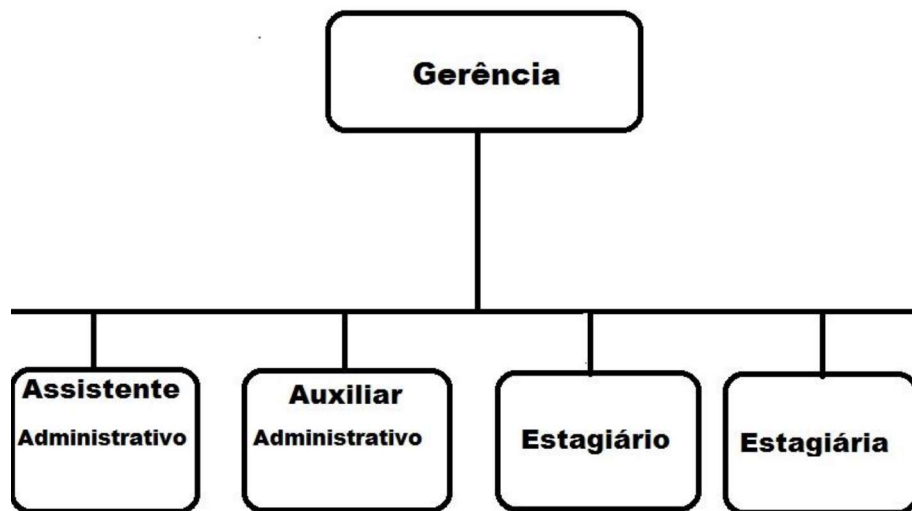 Gerência
Assistente
Administrativo
Auxiliar
Administrativo
Estagiário
Estagiária